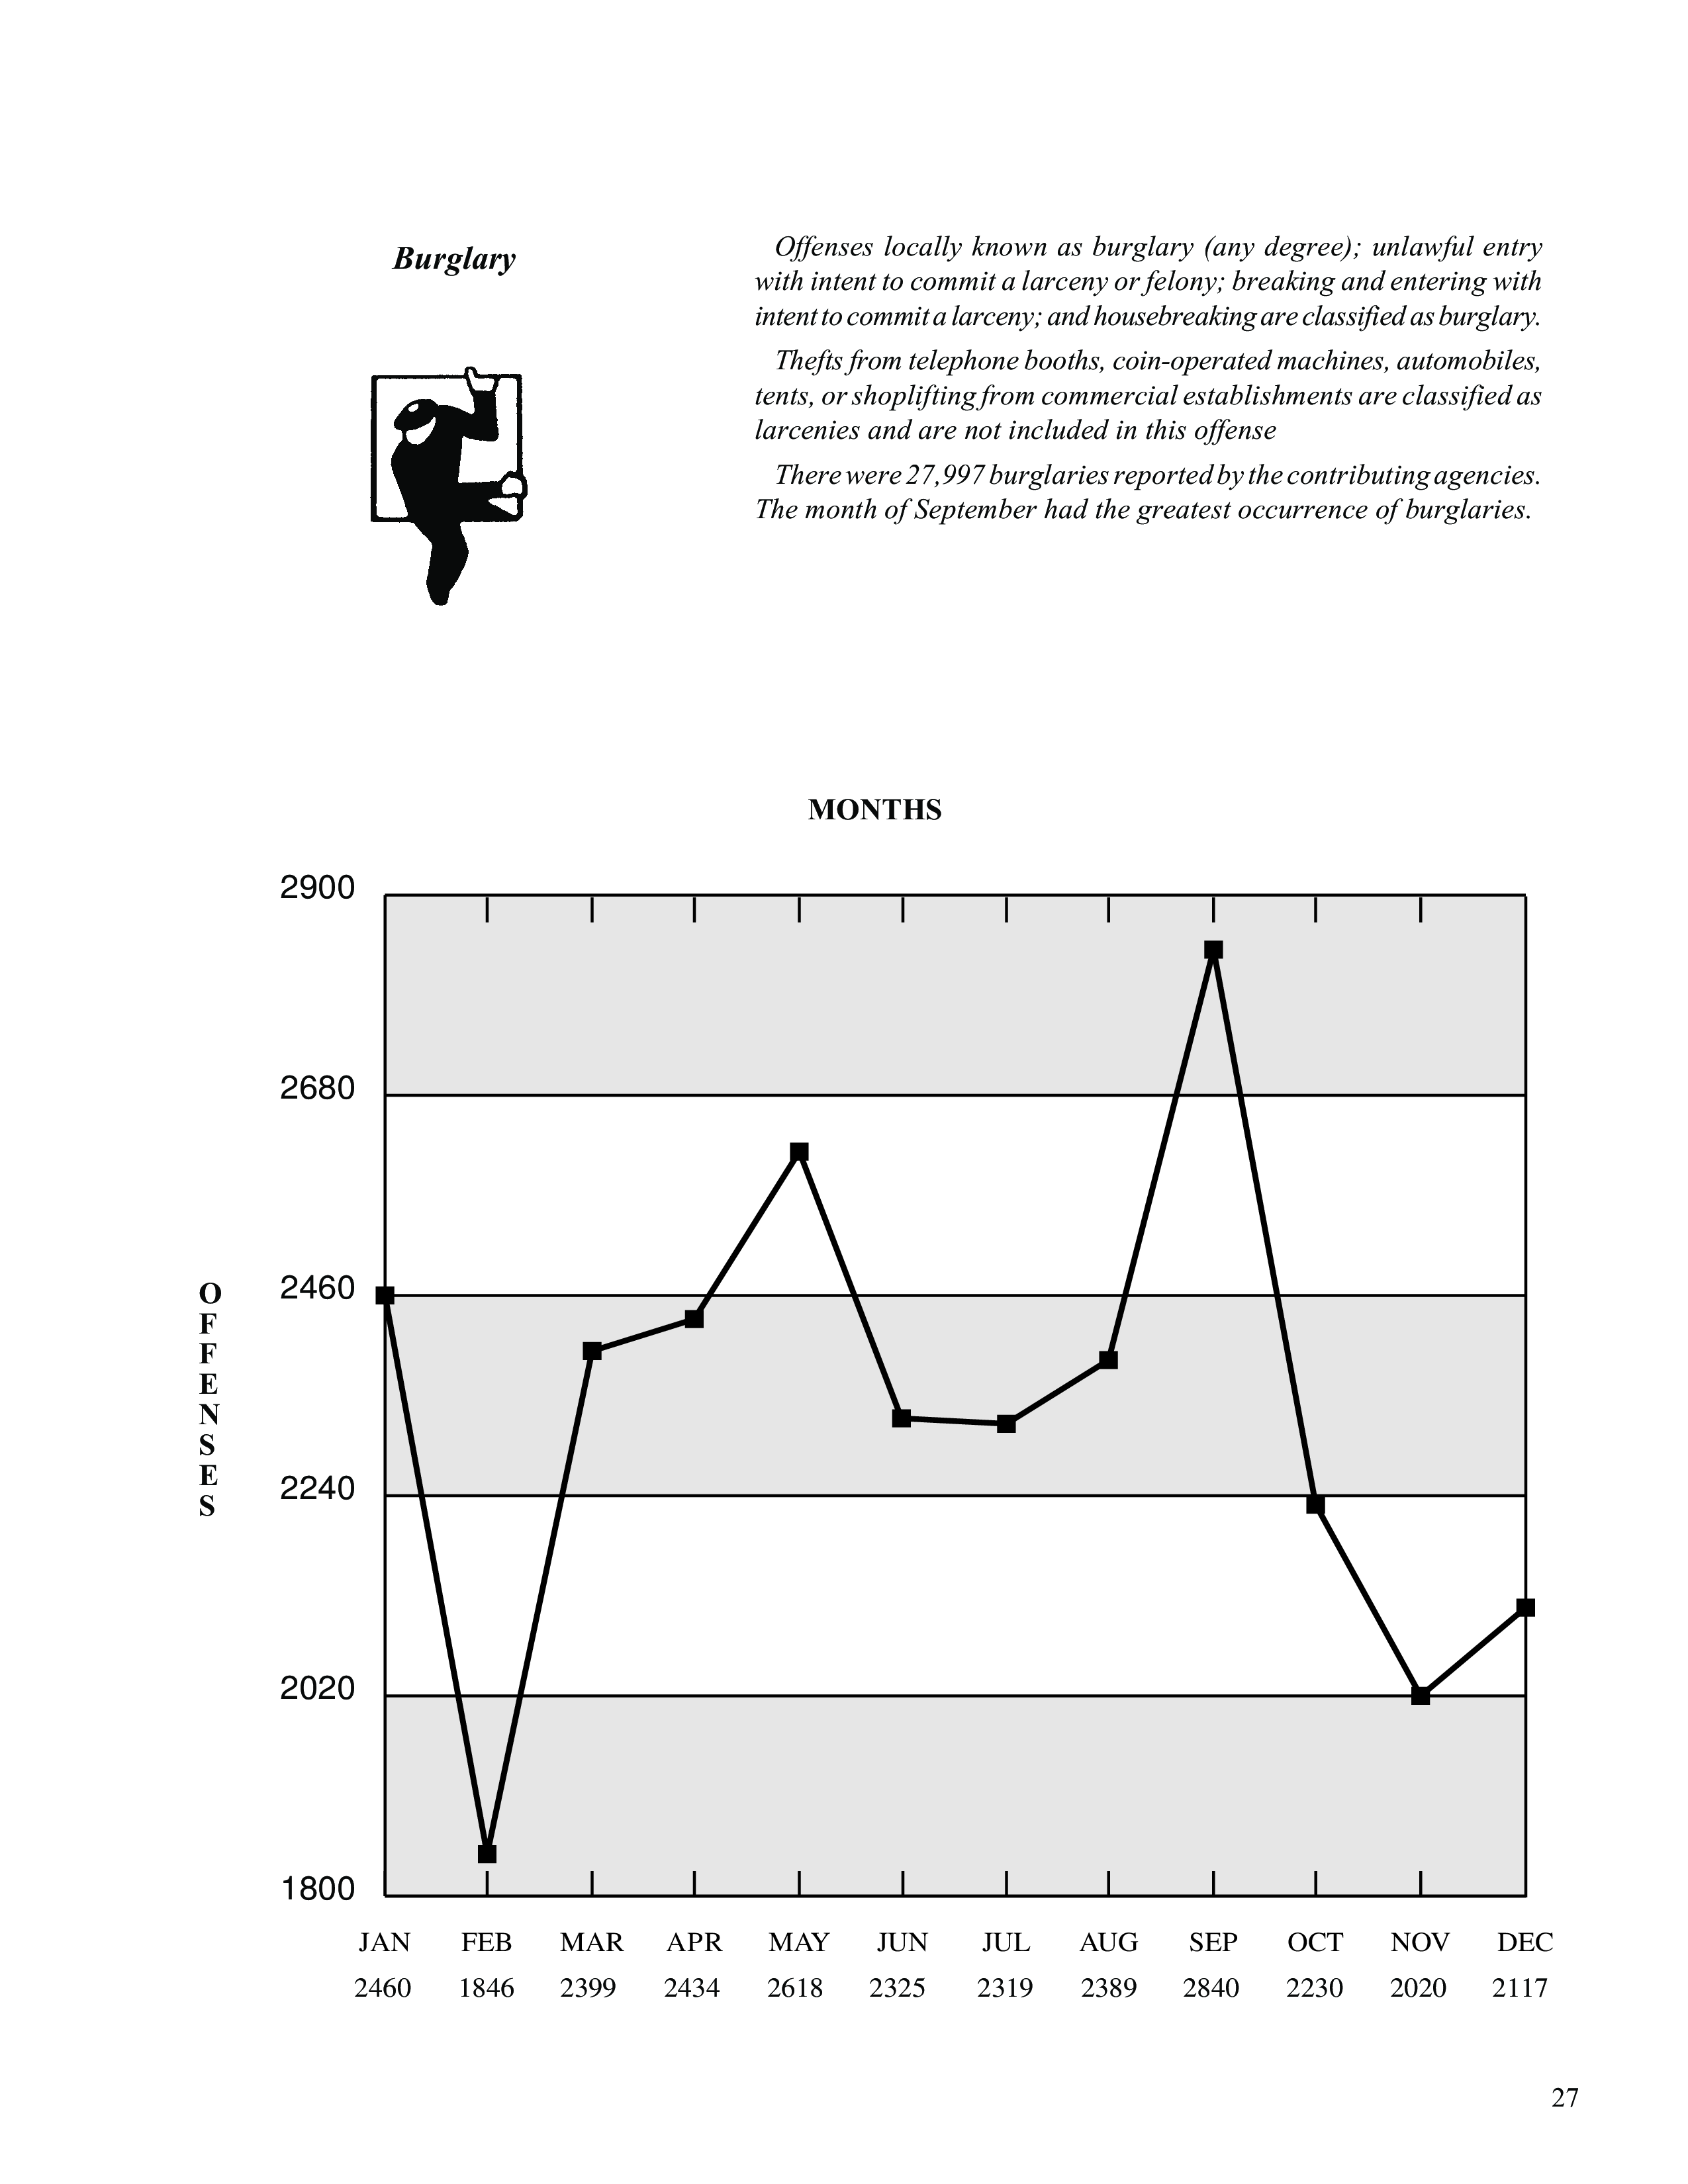 Burglary
Offenses locally known as burglary (any degree); unlawful entry
with intent to commit a larceny or felony; breaking and entering with
intent to commit a larceny; and housebreaking are classified as burglary.
Thefts from telephone booths, coin-operated machines, automobiles,
tents, or shoplifting from commercial establishments are classified as
larcenies and are not included in this offense
There were 27,997 burglaries reported by the contributing agencies.
The month of September had the greatest occurrence of burglaries.
MONTHS
OFFENSES
2900
2680
2460
2240
2020
1800
JAN FEB MAR APR MAY JUN JUL AUG SEP OCT NOV DEC
2460 1846 2399 2434 2618 2325 2319 2389 2840 2230 2020 2117
27